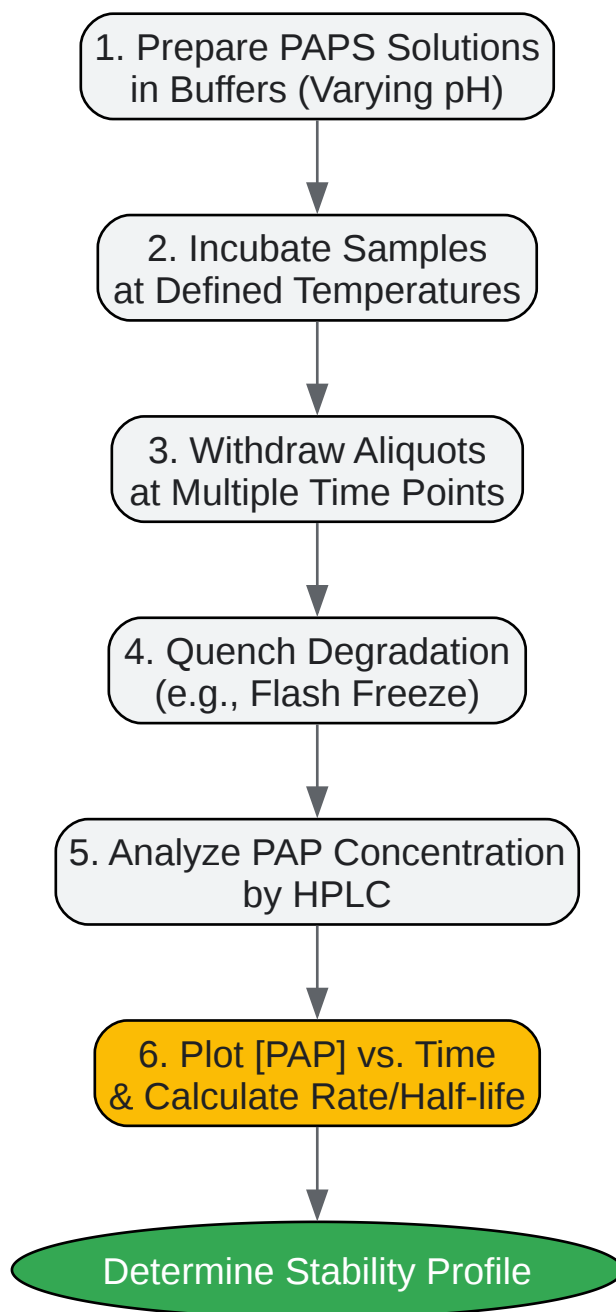 1. Prepare PAPS Solutions
in Buffers (Varying pH)
2. Incubate Samples
at Defined Temperatures
3. Withdraw Aliquots
at Multiple Time Points
4. Quench Degradation
(e.g., Flash Freeze)
5. Analyze PAP Concentration
by HPLC
6. Plot [PAP] vs. Time
& Calculate Rate/Half-life
Determine Stability Profile